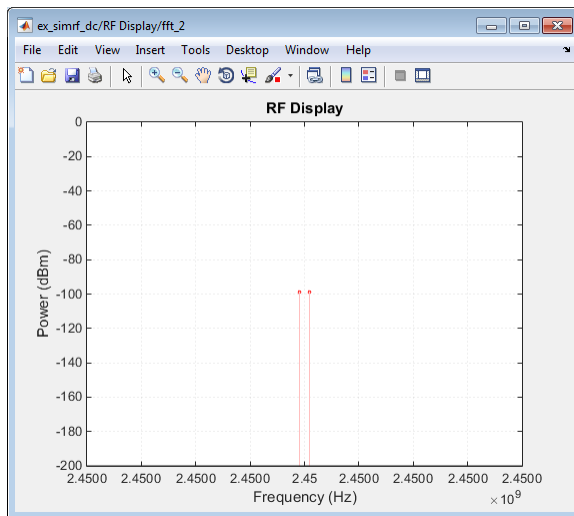 ex_simrf_dc/RF Display/fft_2
File Edit View Insert Tools Desktop Window Help
RF Display
0
-20
-40
-60
-80
-100
-120
-140
-160
-180
-200
Power (dBm)
2.4500 2.4500 2.4500 2.4500 2.45 2.4500 2.4500 2.4500 2.4500
Frequency (Hz)
×10⁹